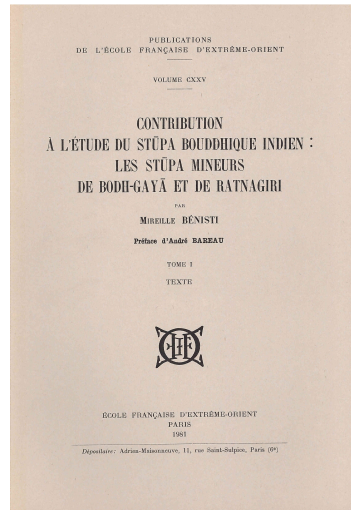 PUBLICATIONS
DE L'ÉCOLE FRANÇAISE D'EXTRÊME-ORIENT
VOLUME CXXV
CONTRIBUTION
À L'ÉTUDE DU STŪPA BOUDDHIQUE INDIEN :
LES STŪPA MINEURS
DE BODH-GAYĀ ET DE RATNAGIRI
PAR
MIREILLE BÉNISTI
Préface d'André BAREAU
TOME I
TEXTE
ÉCOLE FRANÇAISE D'EXTRÊME-ORIENT
PARIS
1981
Dépositaire : Adrien-Maisonneuve, 11, rue Saint-Sulpice, Paris (6e)